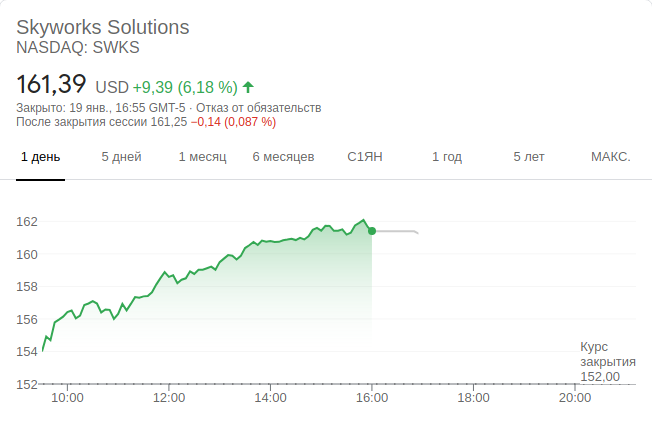 Skyworks Solutions
NASDAQ: SWKS
161,39 USD +9,39 (6,18 %)
Закрыто: 19 янв., 16:55 GMT-5 · Отказ от обязательств
После закрытия сессии 161,25 −0,14 (0,087 %)
1 день 5 дней 1 месяц 6 месяцев С1ЯН 1 год 5 лет МАКС.
162
160
158
156
154
152
Курс
закрытия
152,00
10:00 12:00 14:00 16:00 18:00 20:00